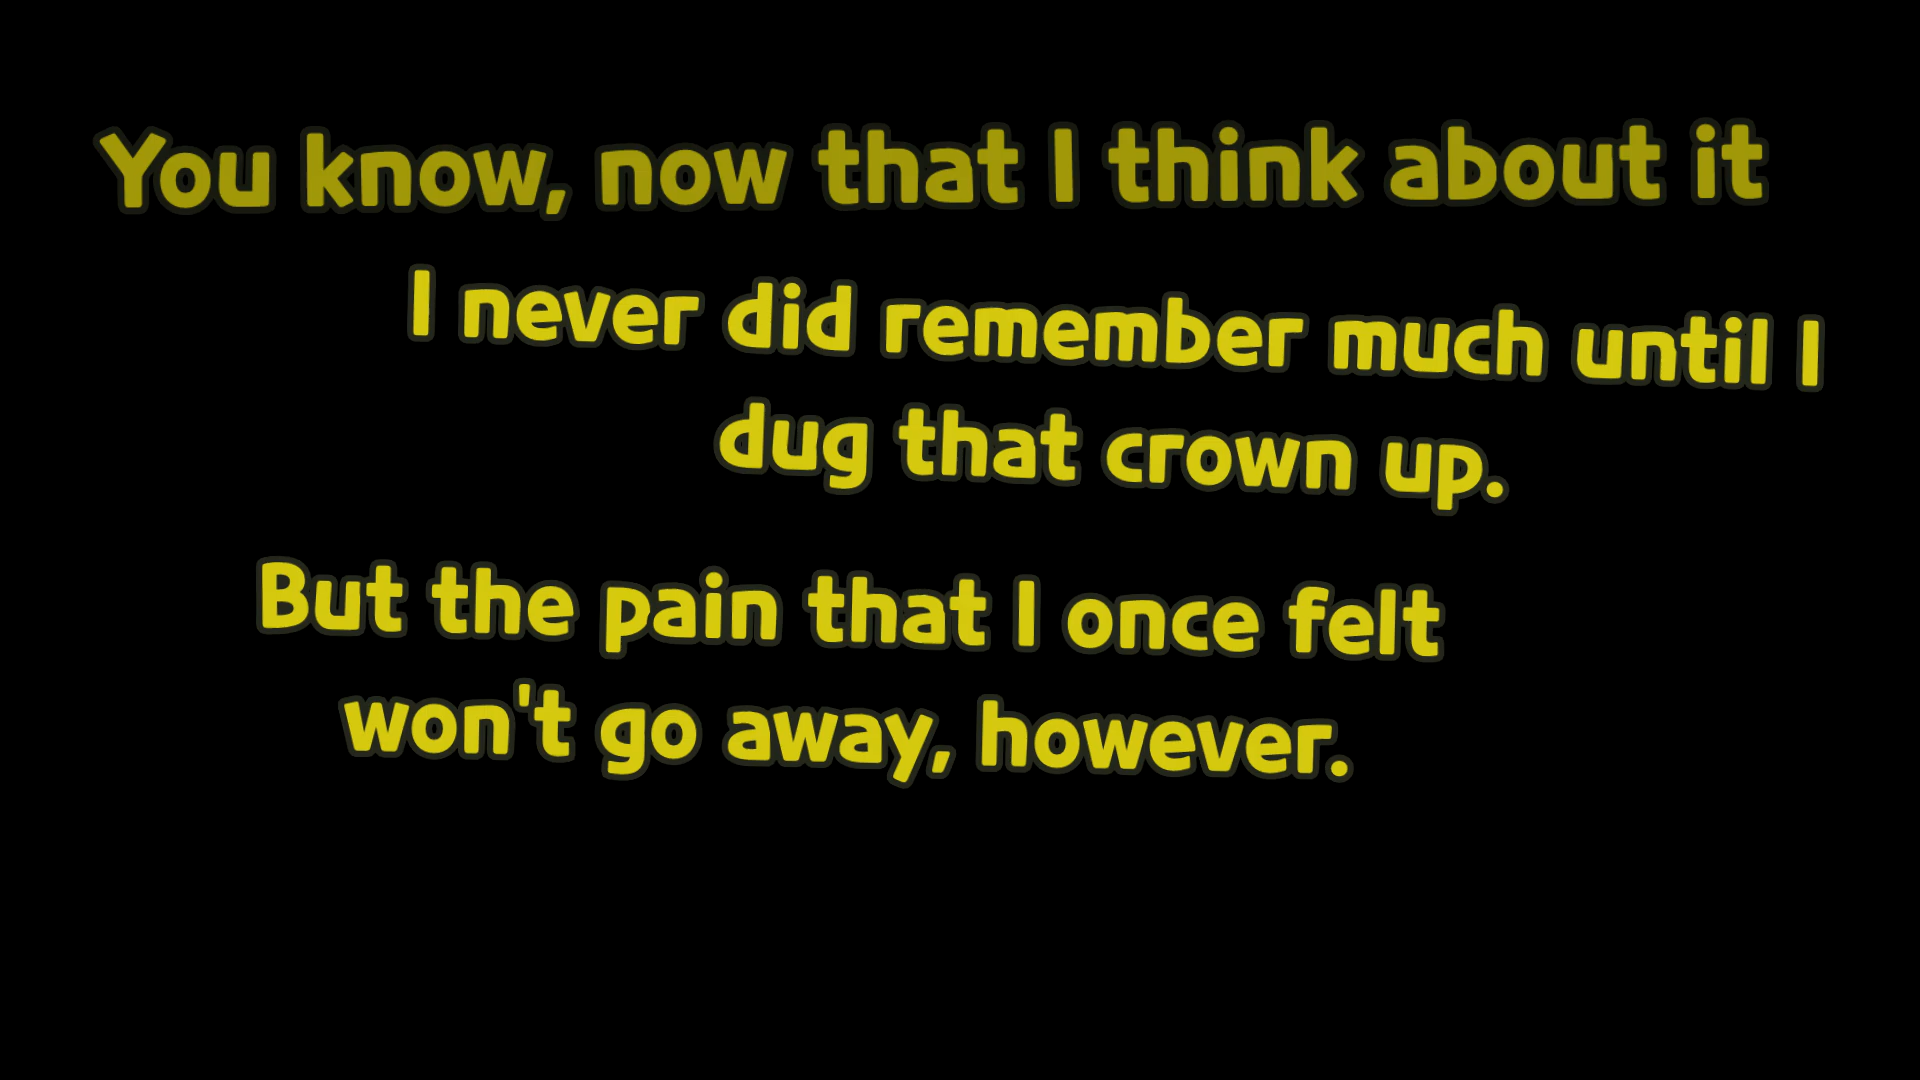 You know, now that I think about it
I never did remember much until I
dug that crown up.
But the pain that I once felt
won't go away, however.